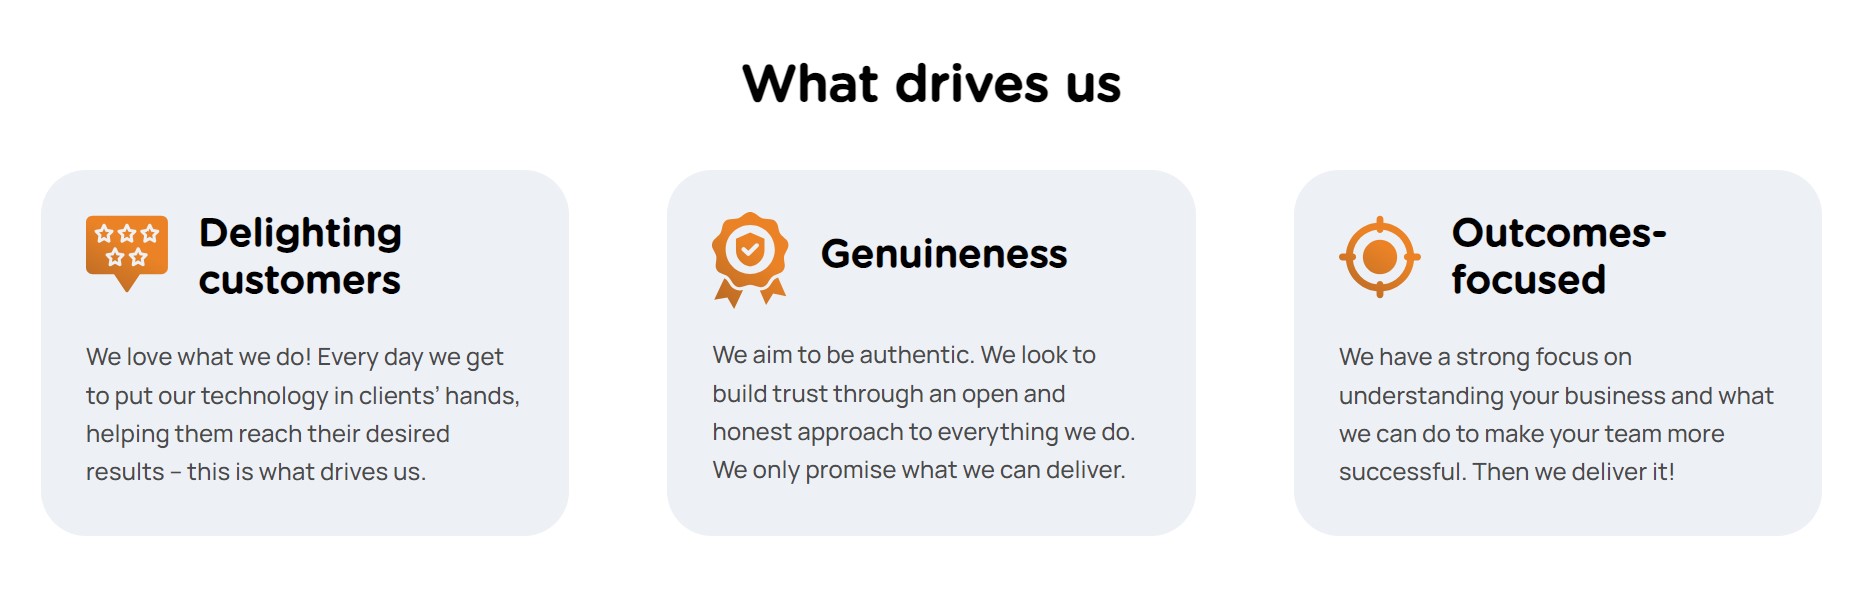 What drives us
Delighting
customers
We love what we do! Every day we get
to put our technology in clients’ hands,
helping them reach their desired
results – this is what drives us.
Genuineness
We aim to be authentic. We look to
build trust through an open and
honest approach to everything we do.
We only promise what we can deliver.
Outcomes-
focused
We have a strong focus on
understanding your business and what
we can do to make your team more
successful. Then we deliver it!